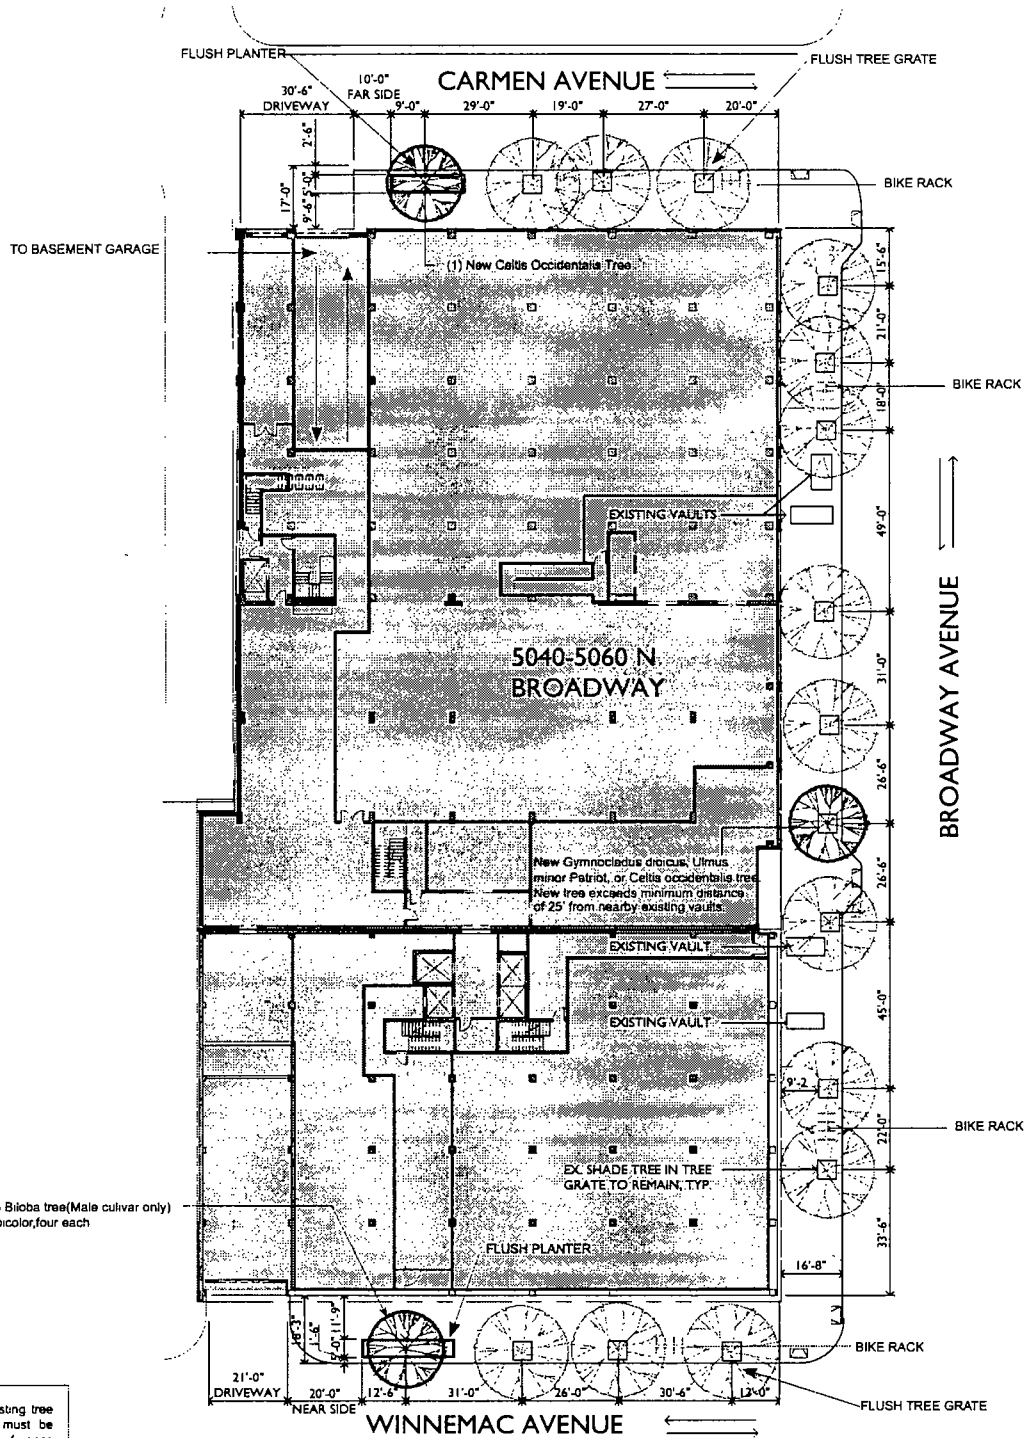 FLUSH PLANTER
FLUSH TREE GRATE
CARMEN AVENUE
30'-6"
DRIVEWAY
10'-0"
FAR SIDE
9'-0"
29'-0"
19'-0"
27'-0"
20'-0"
2'-6"
5'-0"
9'-6"
17'-0"
BIKE RACK
TO BASEMENT GARAGE
(1) New Celtis Occidentalis Tree
15'-6"
21'-0"
BIKE RACK
18'-0"
EXISTING VAULTS
49'-0"
BROADWAY AVENUE
5040-5060 N.
BROADWAY
31'-0"
26'-6"
New Gymnocladus dioicus, Ulmus
minor Patriot, or Celtis occidentalis tree.
New tree exceeds minimum distance
of 25' from nearby existing vaults.
26'-6"
EXISTING VAULT
45'-0"
EXISTING VAULT
9'-2
BIKE RACK
22'-0"
EX. SHADE TREE IN TREE
GRATE TO REMAIN, TYP.
Biloba tree(Male culivar only)
bicolor,four each
33'-6"
FLUSH PLANTER
16'-8"
18'-3"
1'-6"
11'-9"
BIKE RACK
21'-0"
DRIVEWAY
20'-0"
NEAR SIDE
12'-6"
31'-0"
26'-0"
30'-6"
12'-0"
FLUSH TREE GRATE
WINNEMAC AVENUE
sting tree
must be